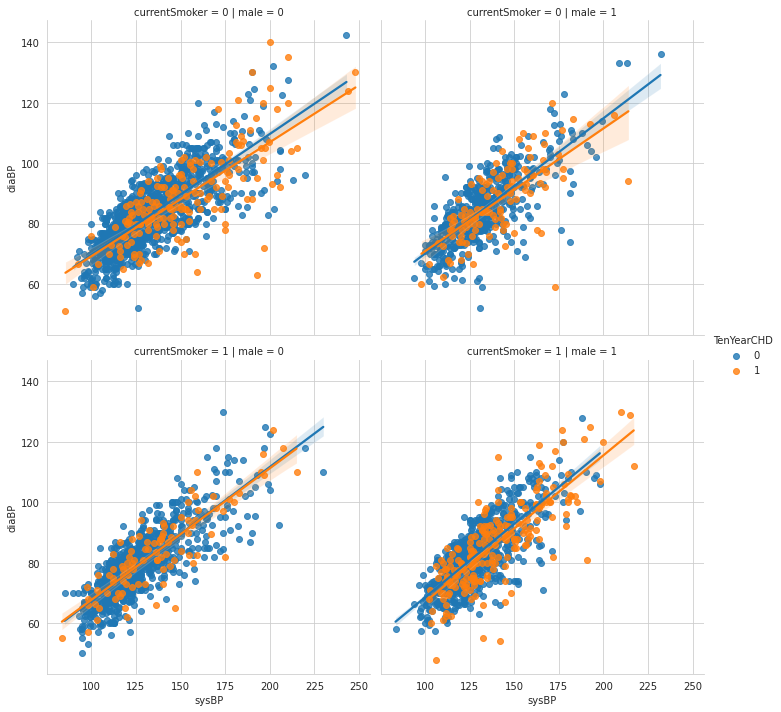 currentSmoker = 0 | male = 0
currentSmoker = 0 | male = 1
140
120
100
80
60
diaBP
TenYearCHD
0
1
currentSmoker = 1 | male = 0
currentSmoker = 1 | male = 1
140
120
100
80
60
diaBP
100 125 150 175 200 225 250
100 125 150 175 200 225 250
sysBP
sysBP